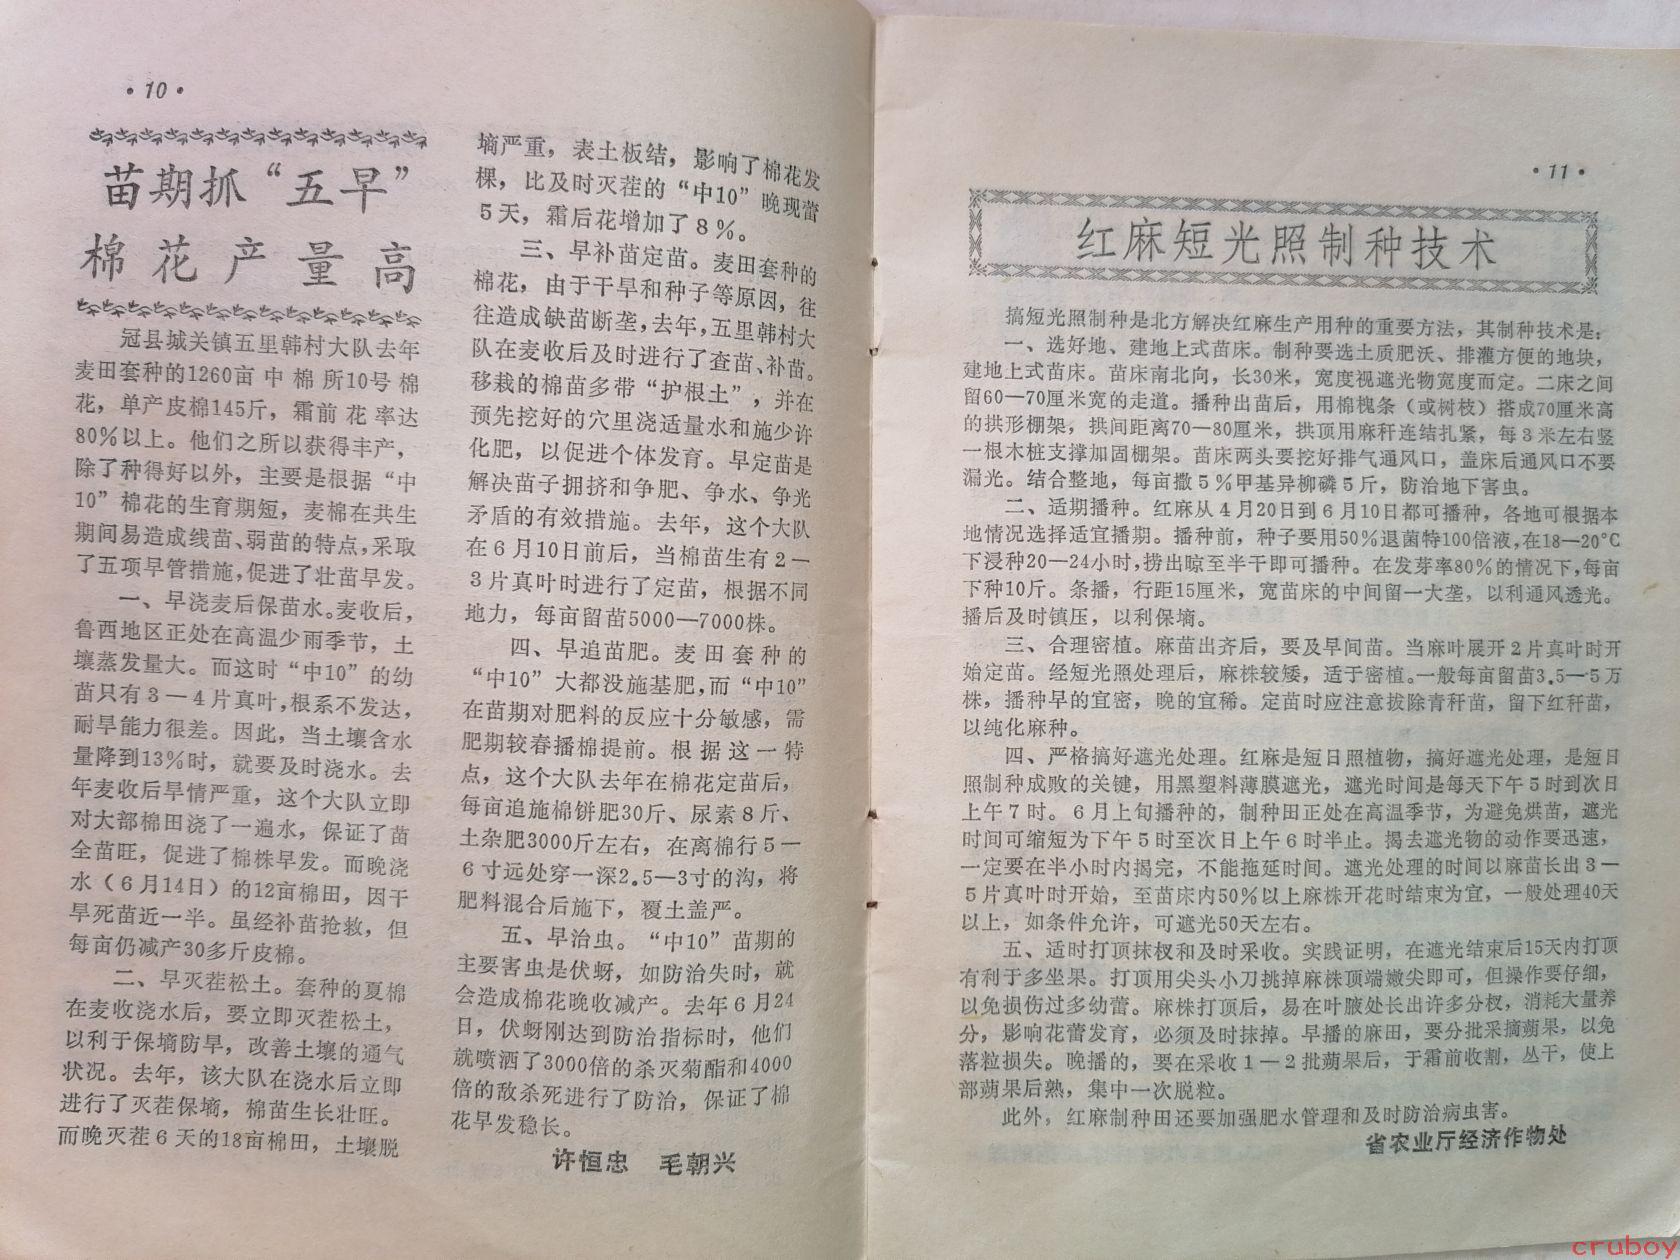 ·10·
苗期抓“五早”
棉花产量高
冠县城关镇五里韩村大队去年
麦田套种的1260亩中棉所10号棉
花，单产皮棉145斤，霜前花率达
80%以上。他们之所以获得丰产，
除了种得好以外，主要是根据“中
10”棉花的生育期短，麦棉在共生
期间易造成线苗、弱苗的特点，采取
了五项早管措施，促进了壮苗早发。
一、早浇麦后保苗水。麦收后，
鲁西地区正处在高温少雨季节，土
壤蒸发量大。而这时“中10”的幼
苗只有3—4片真叶，根系不发达，
耐旱能力很差。因此，当土壤含水
量降到13%时，就要及时浇水。去
年麦收后旱情严重，这个大队立即
对大部棉田浇了一遍水，保证了苗
全苗旺，促进了棉株早发。而晚浇
水（6月14日）的12亩棉田，因干
旱死苗近一半。虽经补苗抢救，但
每亩仍减产30多斤皮棉。
二、早灭茬松土。套种的夏棉
在麦收浇水后，要立即灭茬松土，
以利于保墒防旱，改善土壤的通气
状况。去年，该大队在浇水后立即
进行了灭茬保墒，棉苗生长壮旺。
而晚灭茬6天的18亩棉田，土壤脱
墒严重，表土板结，影响了棉花发
棵，比及时灭茬的“中10”晚现蕾
5天，霜后花增加了8%。
三、早补苗定苗。麦田套种的
棉花，由于干旱和种子等原因，往
往造成缺苗断垄，去年，五里韩村大
队在麦收后及时进行了查苗、补苗。
移栽的棉苗多带“护根土”，并在
预先挖好的穴里浇适量水和施少许
化肥，以促进个体发育。早定苗是
解决苗子拥挤和争肥、争水、争光
矛盾的有效措施。去年，这个大队
在6月10日前后，当棉苗生有2—
3片真叶时进行了定苗，根据不同
地力，每亩留苗5000—7000株。
四、早追苗肥。麦田套种的
“中10”大都没施基肥，而“中10”
在苗期对肥料的反应十分敏感，需
肥期较春播棉提前。根据这一特
点，这个大队去年在棉花定苗后，
每亩追施棉饼肥30斤、尿素8斤、
土杂肥3000斤左右，在离棉行5—
6寸远处穿一深2.5—3寸的沟，将
肥料混合后施下，覆土盖严。
五、早治虫。“中10”苗期的
主要害虫是伏蚜，如防治失时，就
会造成棉花晚收减产。去年6月24
日，伏蚜刚达到防治指标时，他们
就喷洒了3000倍的杀灭菊酯和4000
倍的敌杀死进行了防治，保证了棉
花早发稳长。
许恒忠 毛朝兴
·11·
红麻短光照制种技术
搞短光照制种是北方解决红麻生产用种的重要方法，其制种技术是：
一、选好地、建地上式苗床。制种要选土质肥沃、排灌方便的地块，
建地上式苗床。苗床南北向，长30米，宽度视遮光物宽度而定。二床之间
留60—70厘米宽的走道。播种出苗后，用棉槐条（或树枝）搭成70厘米高
的拱形棚架，拱间距离70—80厘米，拱顶用麻秆连结扎紧，每3米左右竖
一根木桩支撑加固棚架。苗床两头要挖好排气通风口，盖床后通风口不要
漏光。结合整地，每亩撒5%甲基异柳磷5斤，防治地下害虫。
二、适期播种。红麻从4月20日到6月10日都可播种，各地可根据本
地情况选择适宜播期。播种前，种子要用50%退菌特100倍液，在18—20°C
下浸种20—24小时，捞出晾至半干即可播种。在发芽率80%的情况下，每亩
下种10斤。条播，行距15厘米，宽苗床的中间留一大垄，以利通风透光。
播后及时镇压，以利保墒。
三、合理密植。麻苗出齐后，要及早间苗。当麻叶展开2片真叶时开
始定苗。经短光照处理后，麻株较矮，适于密植。一般每亩留苗3.5—5万
株，播种早的宜密，晚的宜稀。定苗时应注意拔除青秆苗，留下红秆苗，
以纯化麻种。
四、严格搞好遮光处理。红麻是短日照植物，搞好遮光处理，是短日
照制种成败的关键，用黑塑料薄膜遮光，遮光时间是每天下午5时到次日
上午7时。6月上旬播种的，制种田正处在高温季节，为避免烘苗，遮光
时间可缩短为下午5时至次日上午6时半止。揭去遮光物的动作要迅速，
一定要在半小时内揭完，不能拖延时间。遮光处理的时间以麻苗长出3—
5片真叶时开始，至苗床内50%以上麻株开花时结束为宜，一般处理40天
以上，如条件允许，可遮光50天左右。
五、适时打顶抹杈和及时采收。实践证明，在遮光结束后15天内打顶
有利于多坐果。打顶用尖头小刀挑掉麻株顶端嫩尖即可，但操作要仔细，
以免损伤过多幼蕾。麻株打顶后，易在叶腋处长出许多分杈，消耗大量养
分，影响花蕾发育，必须及时抹掉。早播的麻田，要分批采摘蒴果，以免
落粒损失。晚播的，要在采收1—2批蒴果后，于霜前收割，丛干，使上
部蒴果后熟，集中一次脱粒。
此外，红麻制种田还要加强肥水管理和及时防治病虫害。
省农业厅经济作物处
cruboy